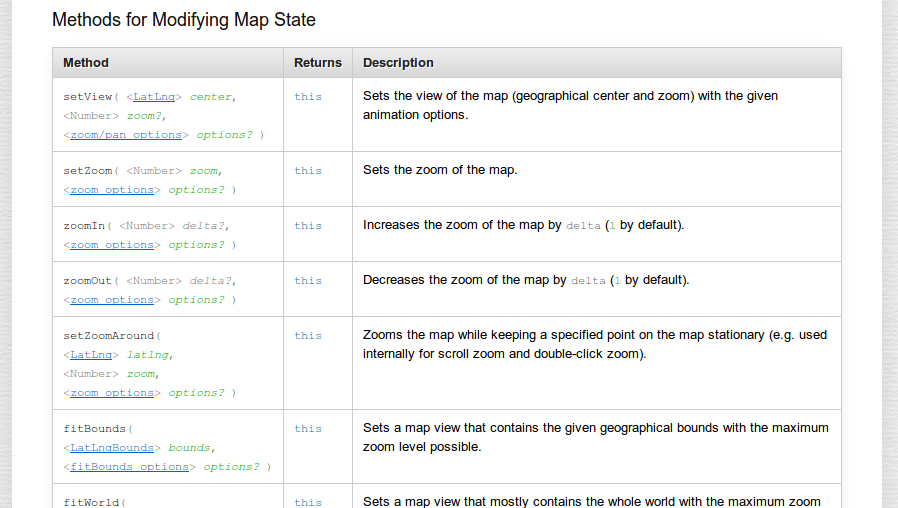 Methods for Modifying Map State
Method Returns Description
setView( <LatLng> center, this Sets the view of the map (geographical center and zoom) with the given
<Number> zoom?, animation options.
<zoom/pan options> options? )
setZoom( <Number> zoom, this Sets the zoom of the map.
<zoom options> options? )
zoomIn( <Number> delta?, this Increases the zoom of the map by delta (1 by default).
<zoom options> options? )
zoomOut( <Number> delta?, this Decreases the zoom of the map by delta (1 by default).
<zoom options> options? )
setZoomAround( this Zooms the map while keeping a specified point on the map stationary (e.g. used
<LatLng> latlng, internally for scroll zoom and double-click zoom).
<Number> zoom,
<zoom options> options? )
fitBounds( this Sets a map view that contains the given geographical bounds with the maximum
<LatLngBounds> bounds, zoom level possible.
<fitBounds options> options? )
fitWorld( this Sets a map view that mostly contains the whole world with the maximum zoom